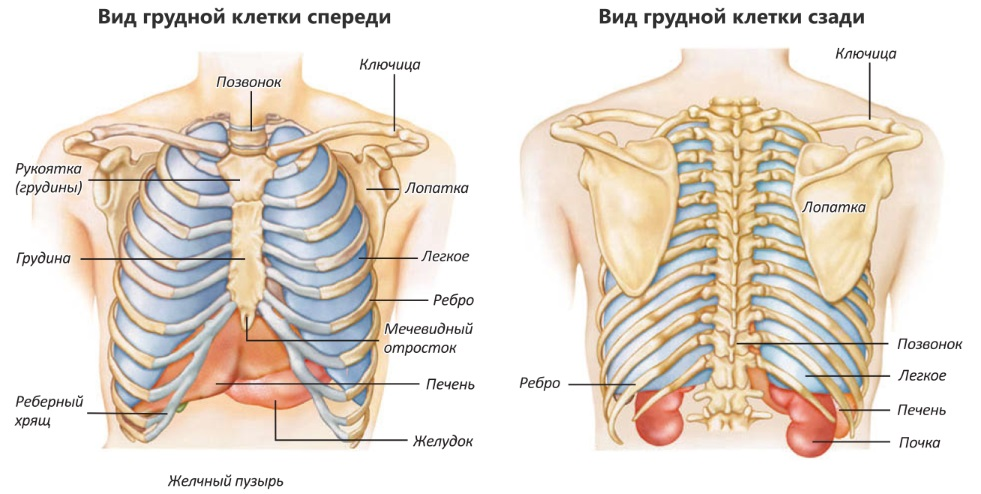 Вид грудной клетки спереди
Позвонок
Ключица
Рукоятка
(грудины)
Лопатка
Грудина
Легкое
Ребро
Мечевидный
отросток
Печень
Реберный
хрящ
Желудок
Желчный пузырь
Вид грудной клетки сзади
Ключица
Лопатка
Позвонок
Легкое
Ребро
Печень
Почка